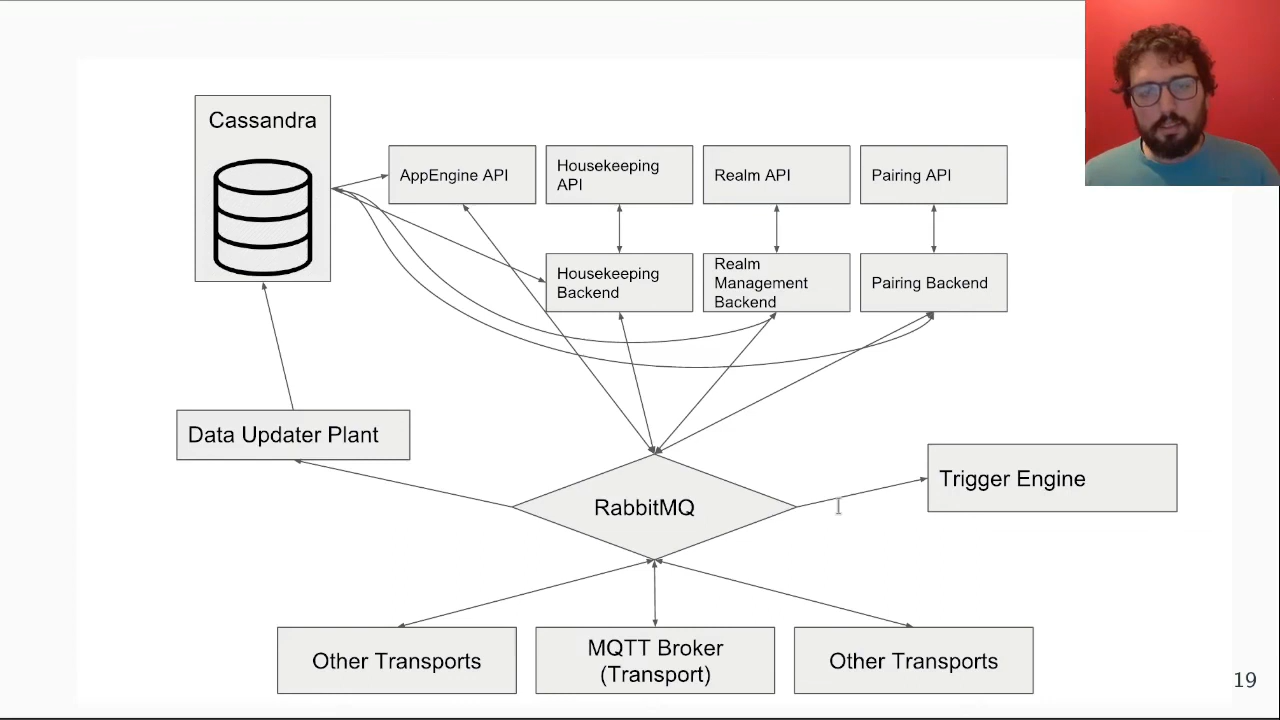 Cassandra
AppEngine API
Housekeeping
API
Realm API
Pairing API
Housekeeping
Backend
Realm
Management
Backend
Pairing Backend
Data Updater Plant
Trigger Engine
RabbitMQ
Other Transports
MQTT Broker
(Transport)
Other Transports
19